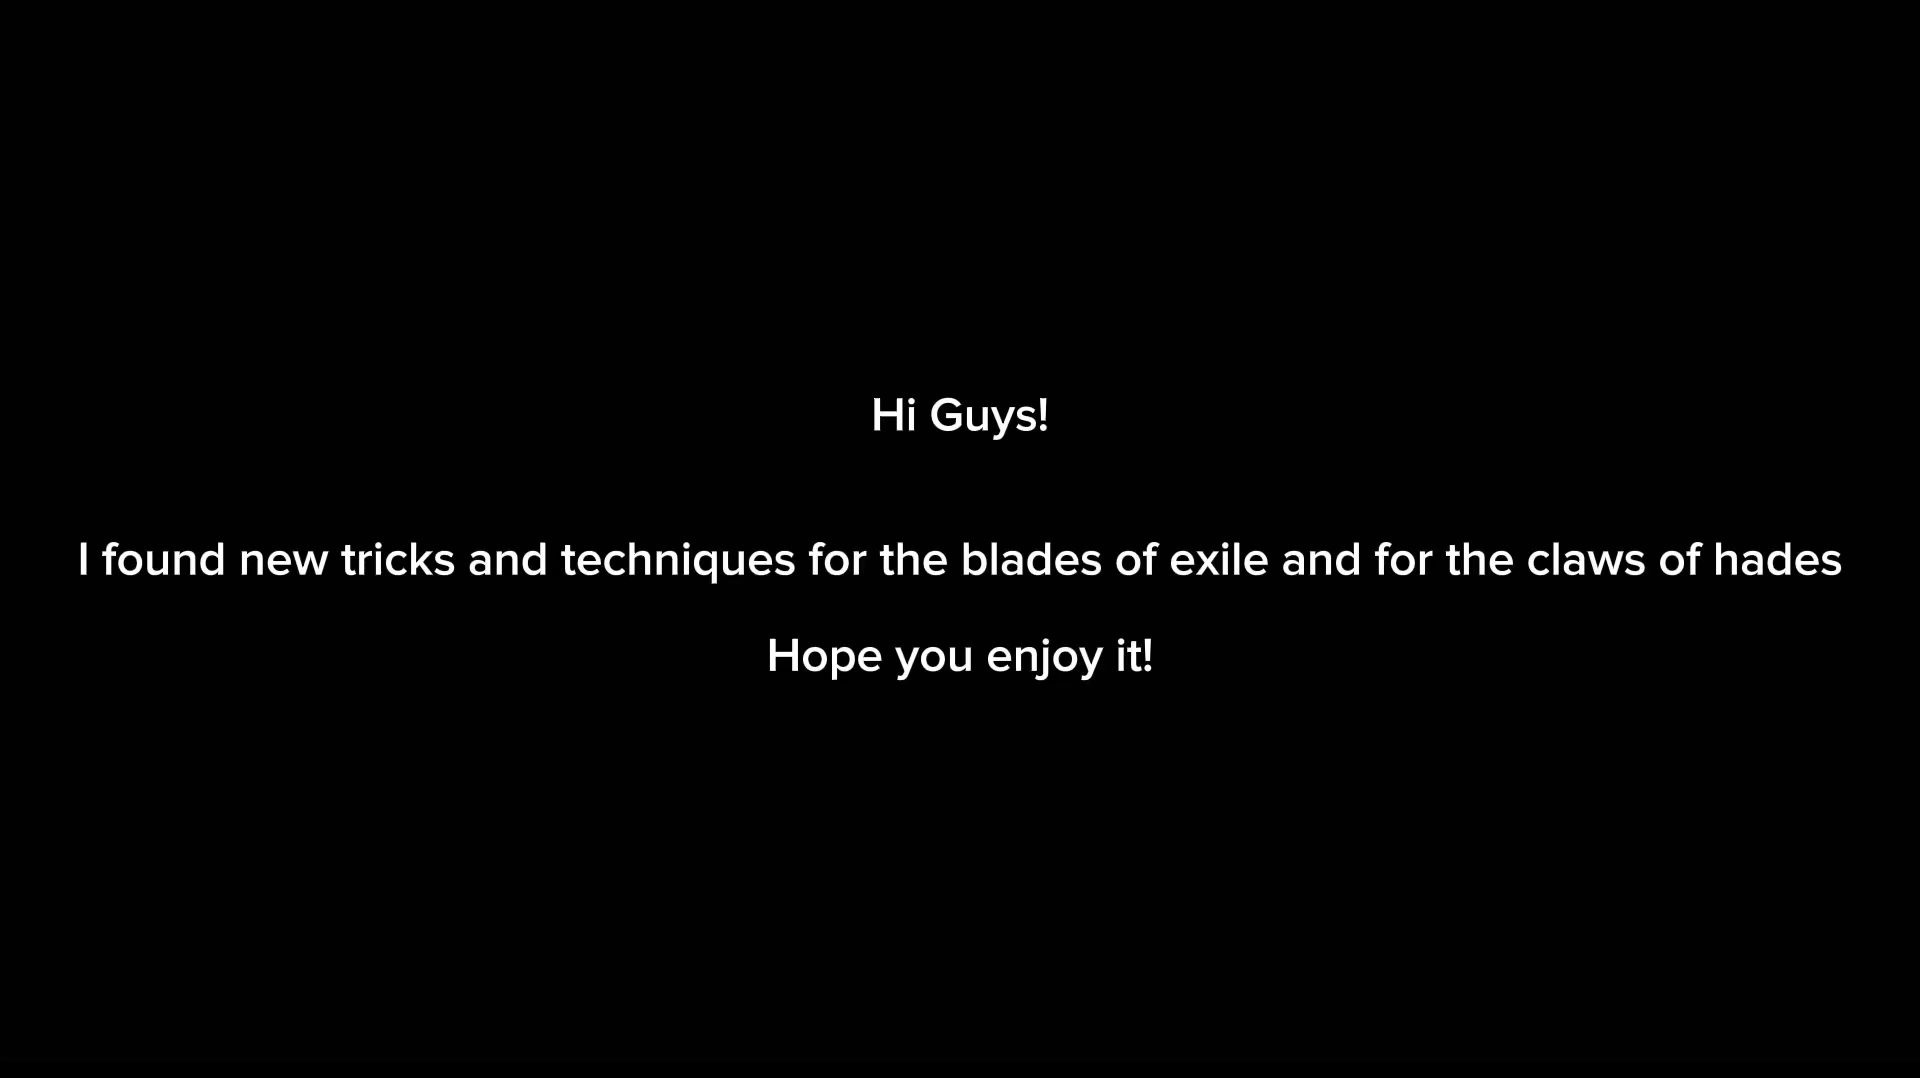 Hi Guys!
I found new tricks and techniques for the blades of exile and for the claws of hades
Hope you enjoy it!